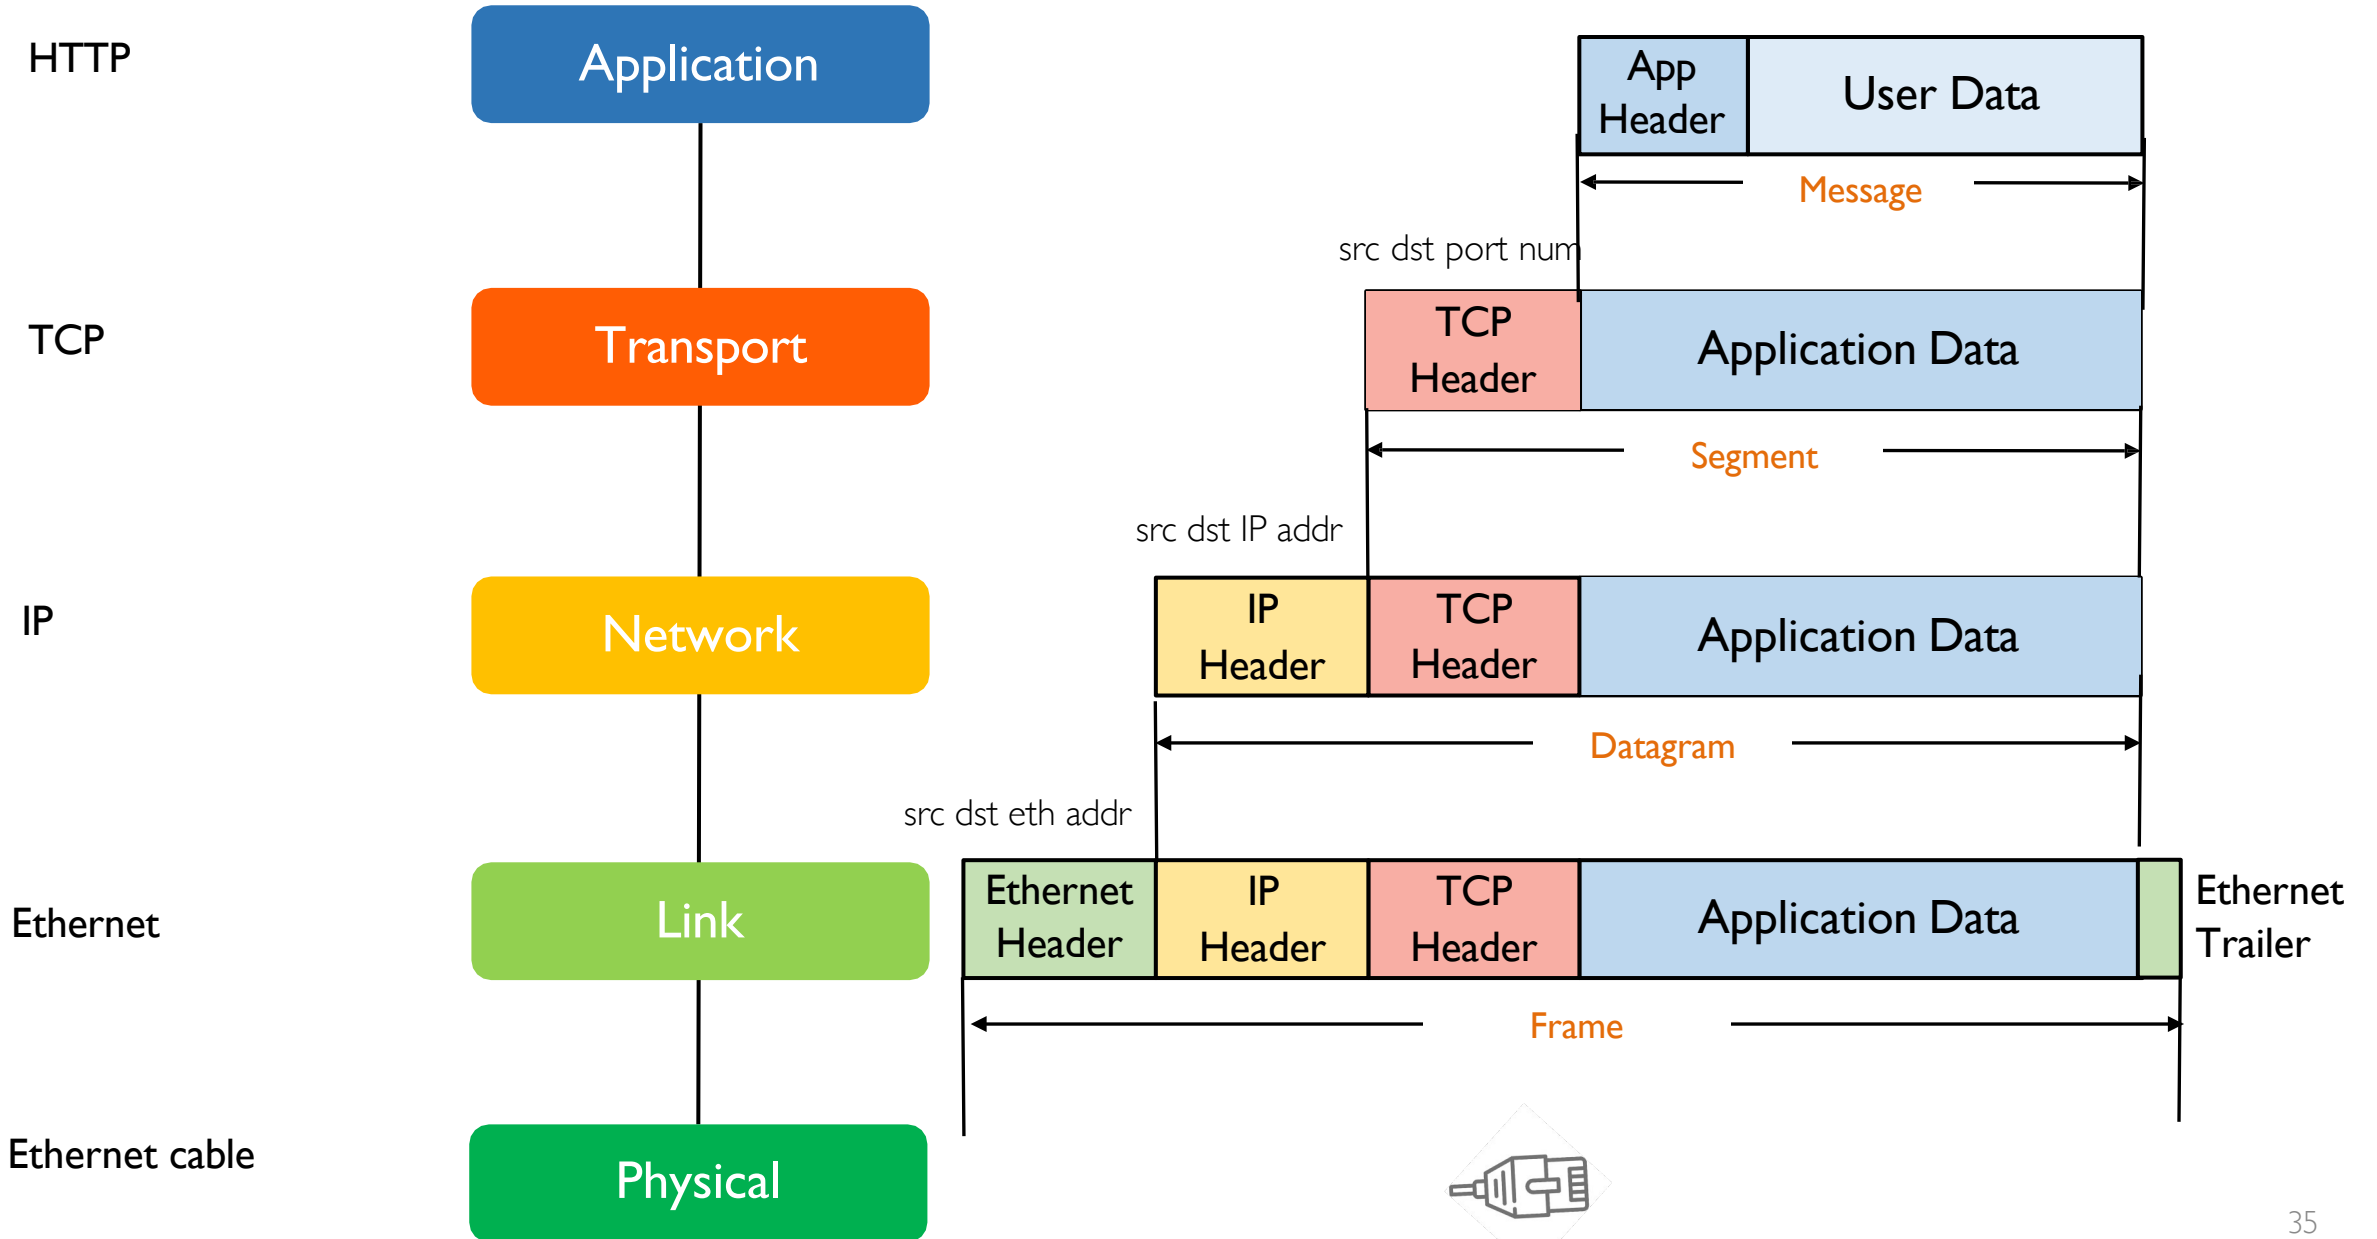 HTTP
Application
App
Header
User Data
Message
src dst port num
TCP
Transport
TCP
Header
Application Data
Segment
src dst IP addr
IP
Network
IP
Header
TCP
Header
Application Data
Datagram
src dst eth addr
Ethernet
Link
Ethernet
Header
IP
Header
TCP
Header
Application Data
Ethernet
Trailer
Frame
Ethernet cable
Physical
35